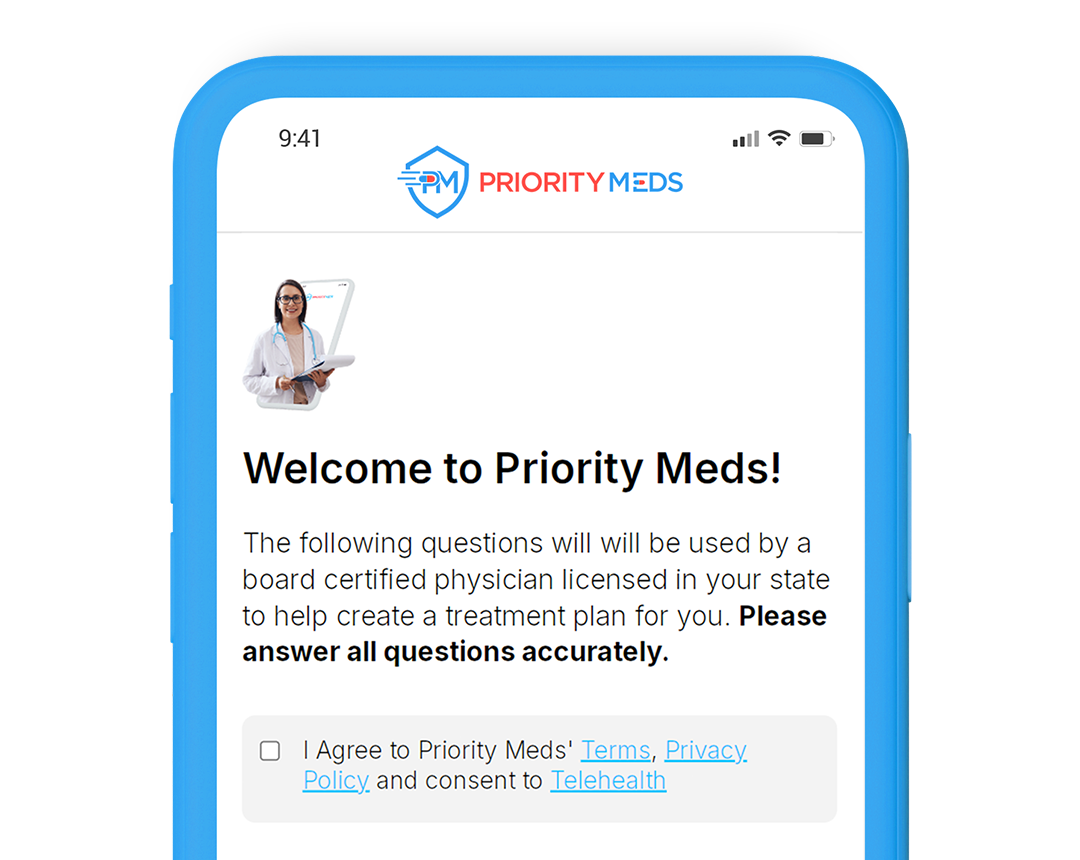 9:41
PM PRIORITY MEDS
Welcome to Priority Meds!
The following questions will will be used by a
board certified physician licensed in your state
to help create a treatment plan for you. Please
answer all questions accurately.
I Agree to Priority Meds' Terms, Privacy
Policy and consent to Telehealth